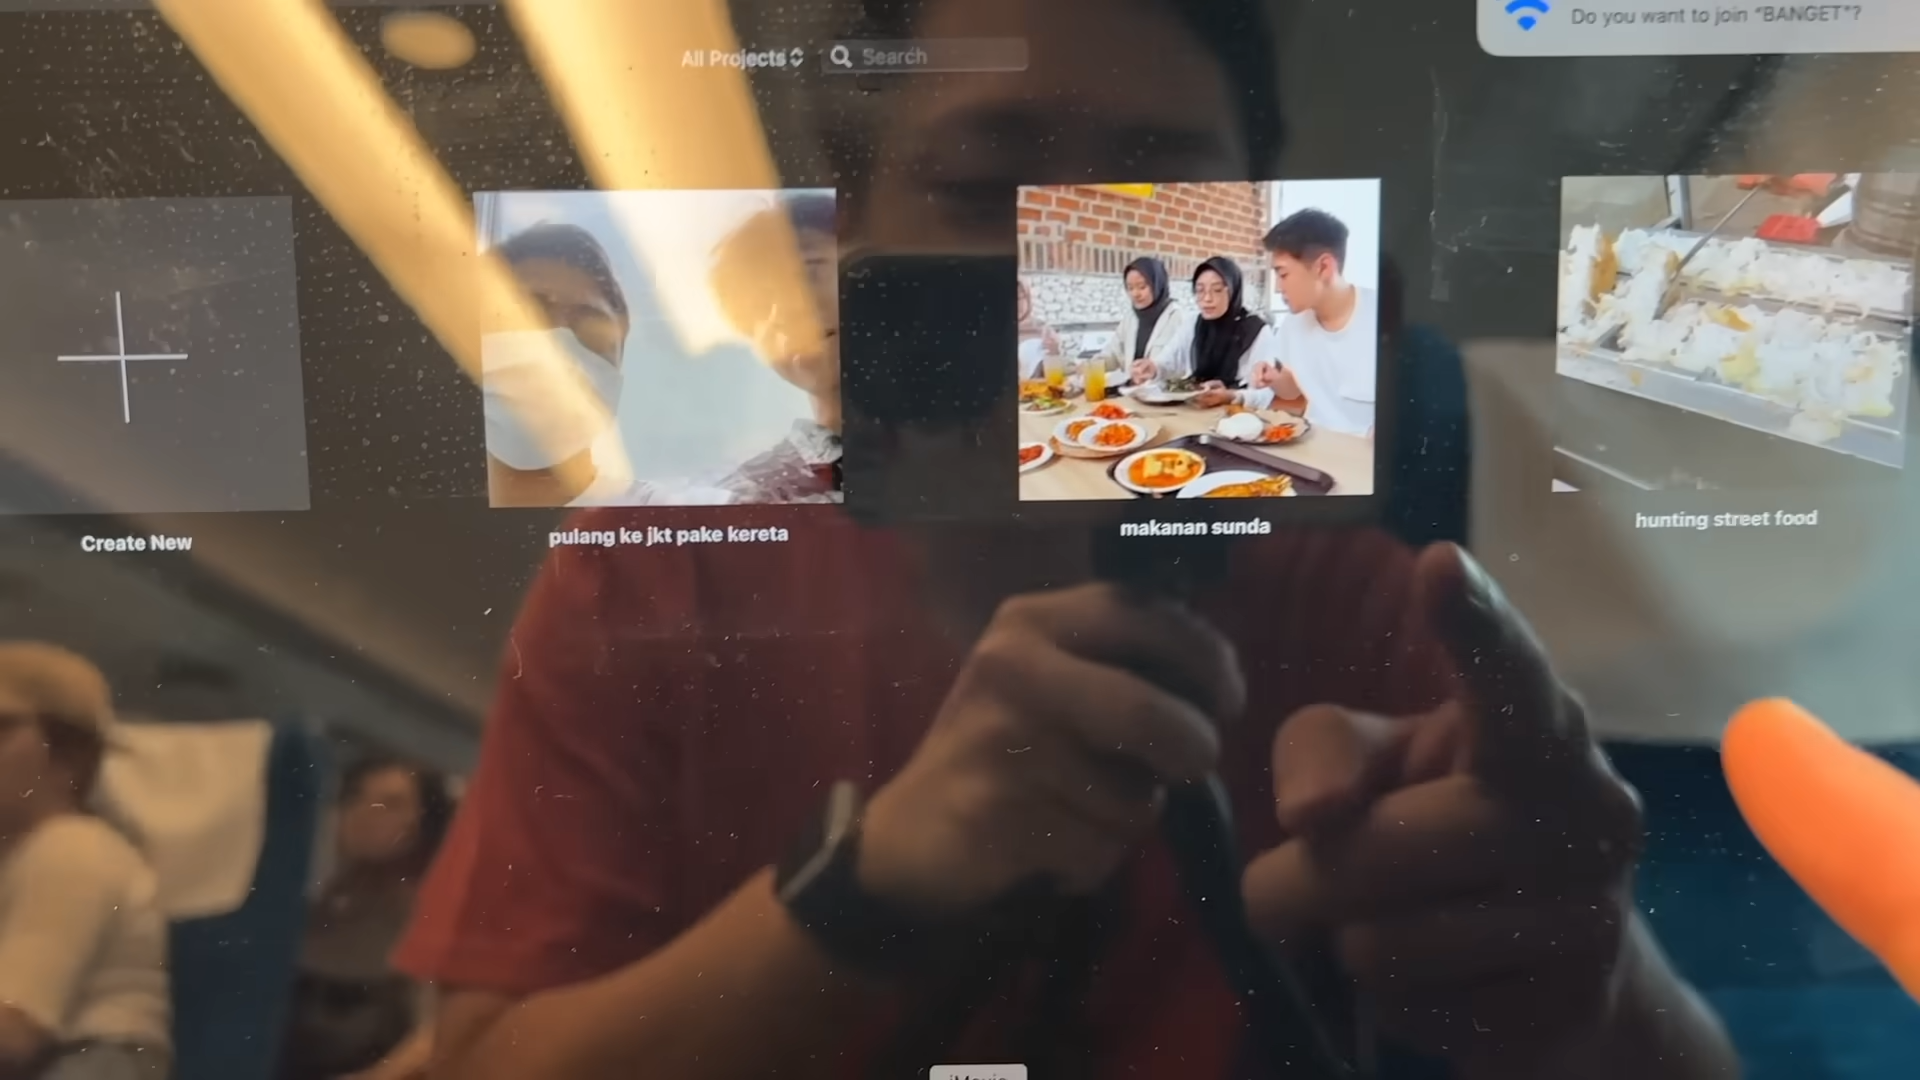 Do you want to join “BANGET”?
All Projects
Search
Create New
pulang ke jkt pake kereta
makanan sunda
hunting street food
iMovie